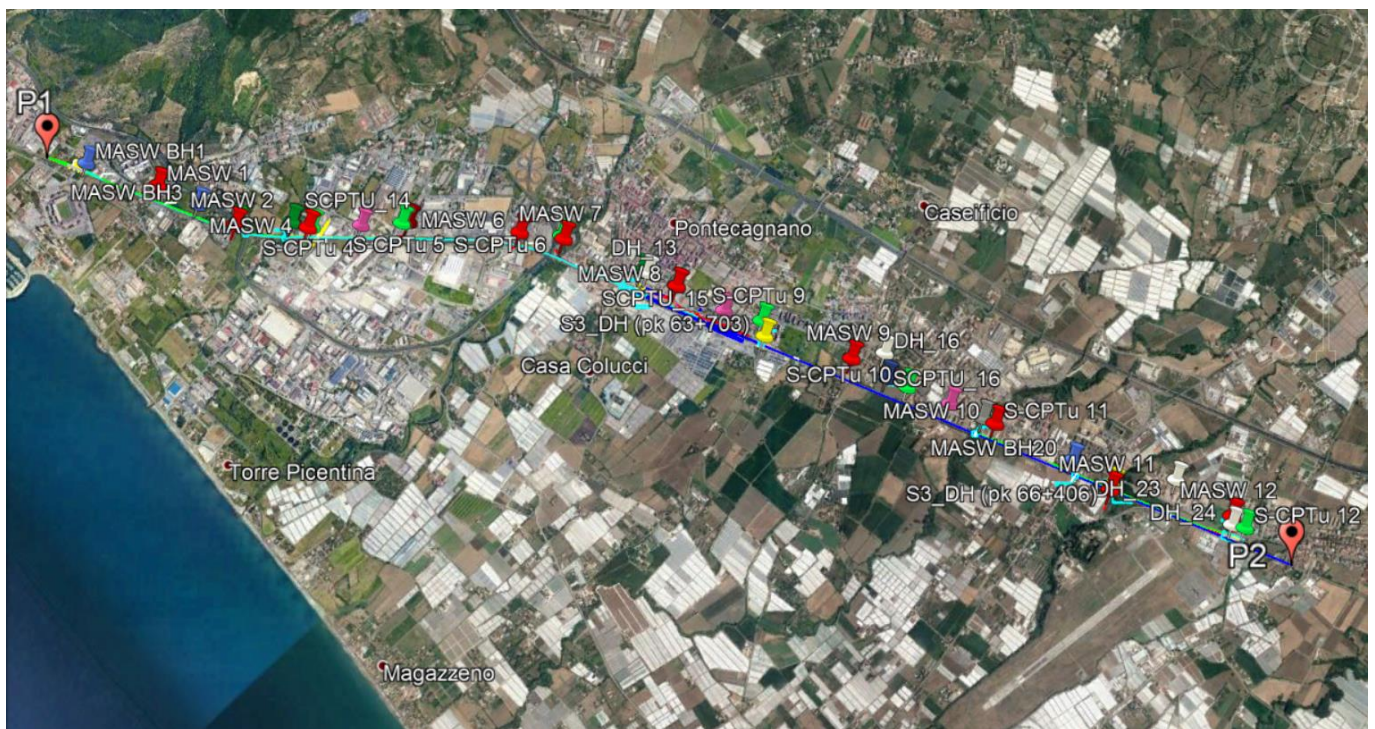 P1
MASW BH1
MASW 1
MASW BH3
MASW 2
SCPTU_14
MASW 4
MASW 6
MASW 7
S-CPTu 4
S-CPTu 5
S-CPTu 6
Pontecagnano
Caseificio
DH_13
MASW 8
SCPTU_15
S-CPTu 9
S3_DH (pk 63+703)
MASW 9
DH_16
Casa Colucci
S-CPTu 10
SCPTU_16
MASW 10
S-CPTu 11
MASW BH20
Torre Picentina
MASW 11
S3_DH (pk 66+406)
DH_23
MASW 12
DH_24
S-CPTu 12
P2
Magazzeno